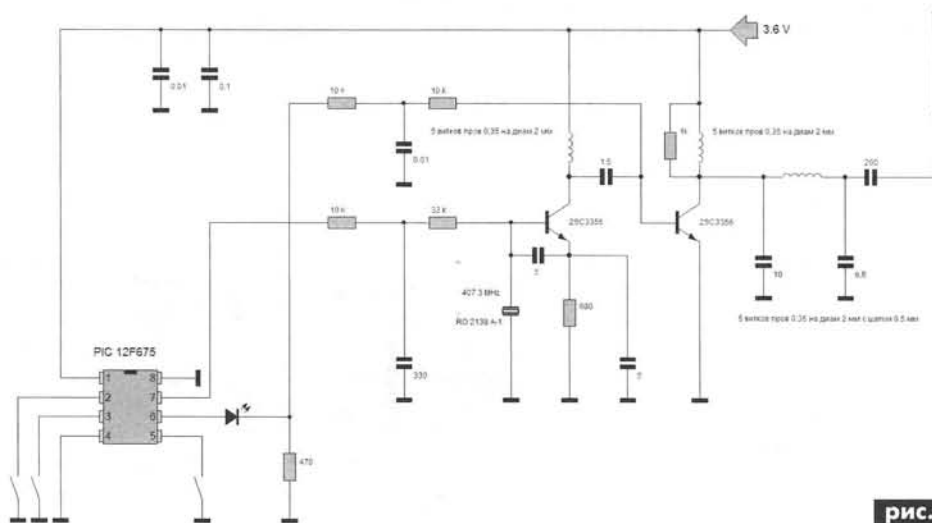 3.6 V
0.01
0.1
10 k
10 k
5 витков пров 0,35 на диам 2 мм
5 витков пров 0,35 на диам 2 мм
0.01
1.5
200
10 k
33 k
2SC3356
2SC3356
407.3 MHz
RO 2139 A-1
680
10
6.8
5 витков пров 0,35 на диам 2 мм с шагом 0.5 мм
330
PIC 12F675
1
8
2
7
3
6
4
5
470
рис.